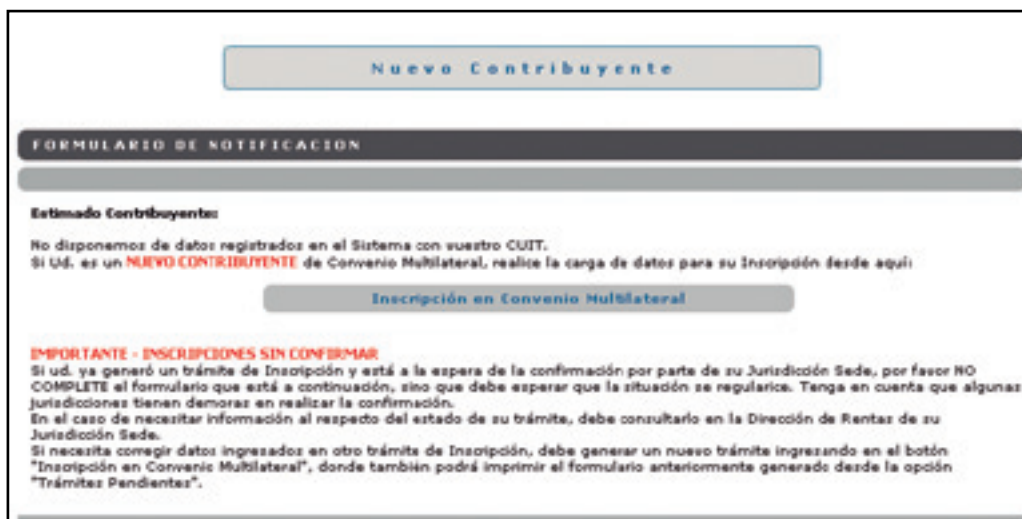 Nuevo Contribuyente
FORMULARIO DE NOTIFICACION
Estimado Contribuyente:
No disponemos de datos registrados en el Sistema con vuestro CUIT.
Si Ud. es un NUEVO CONTRIBUYENTE de Convenio Multilateral, realice la carga de datos para su Inscripción desde aquí:
Inscripción en Convenio Multilateral
IMPORTANTE - INSCRIPCIONES SIN CONFIRMAR
Si ud. ya generó un trámite de Inscripción y está a la espera de la confirmación por parte de su Jurisdicción Sede, por favor NO
COMPLETE el formulario que está a continuación, sino que debe esperar que la situación se regularice. Tenga en cuenta que algunas
jurisdicciones tienen demoras en realizar la confirmación.
En el caso de necesitar información al respecto del estado de su trámite, debe consultarlo en la Dirección de Rentas de su
Jurisdicción Sede.
Si necesita corregir datos ingresados en otro trámite de Inscripción, debe generar un nuevo trámite ingresando en el botón
"Inscripción en Convenio Multilateral", donde también podrá imprimir el formulario anteriormente generado desde la opción
"Trámites Pendientes".